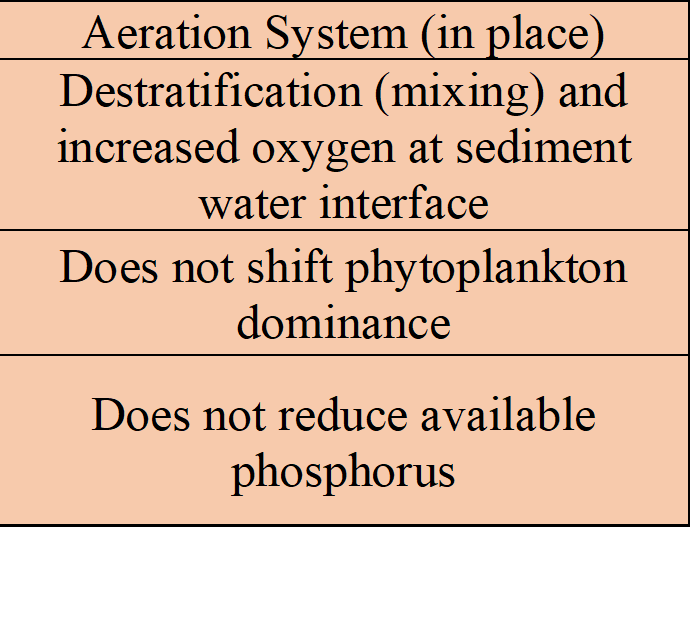 Aeration System (in place)
Destratification (mixing) and
increased oxygen at sediment
water interface
Does not shift phytoplankton
dominance
Does not reduce available
phosphorus